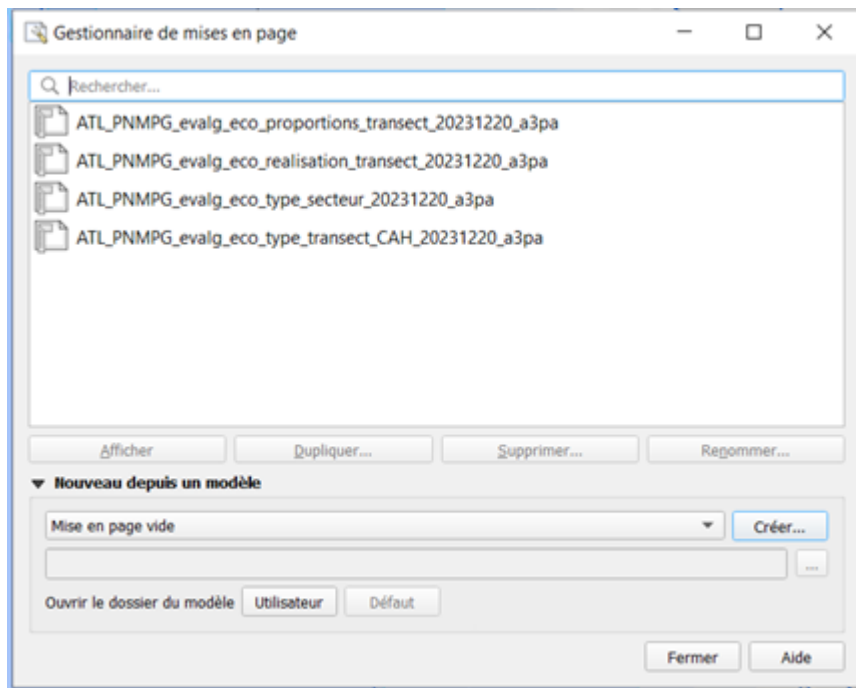 Gestionnaire de mises en page
Rechercher...
ATL_PNMPG_evalg_eco_proportions_transect_20231220_a3pa
ATL_PNMPG_evalg_eco_realisation_transect_20231220_a3pa
ATL_PNMPG_evalg_eco_type_secteur_20231220_a3pa
ATL_PNMPG_evalg_eco_type_transect_CAH_20231220_a3pa
Afficher Dupliquer... Supprimer... Renommer...
Nouveau depuis un modèle
Mise en page vide Créer...
...
Ouvrir le dossier du modèle Utilisateur Défaut
Fermer Aide